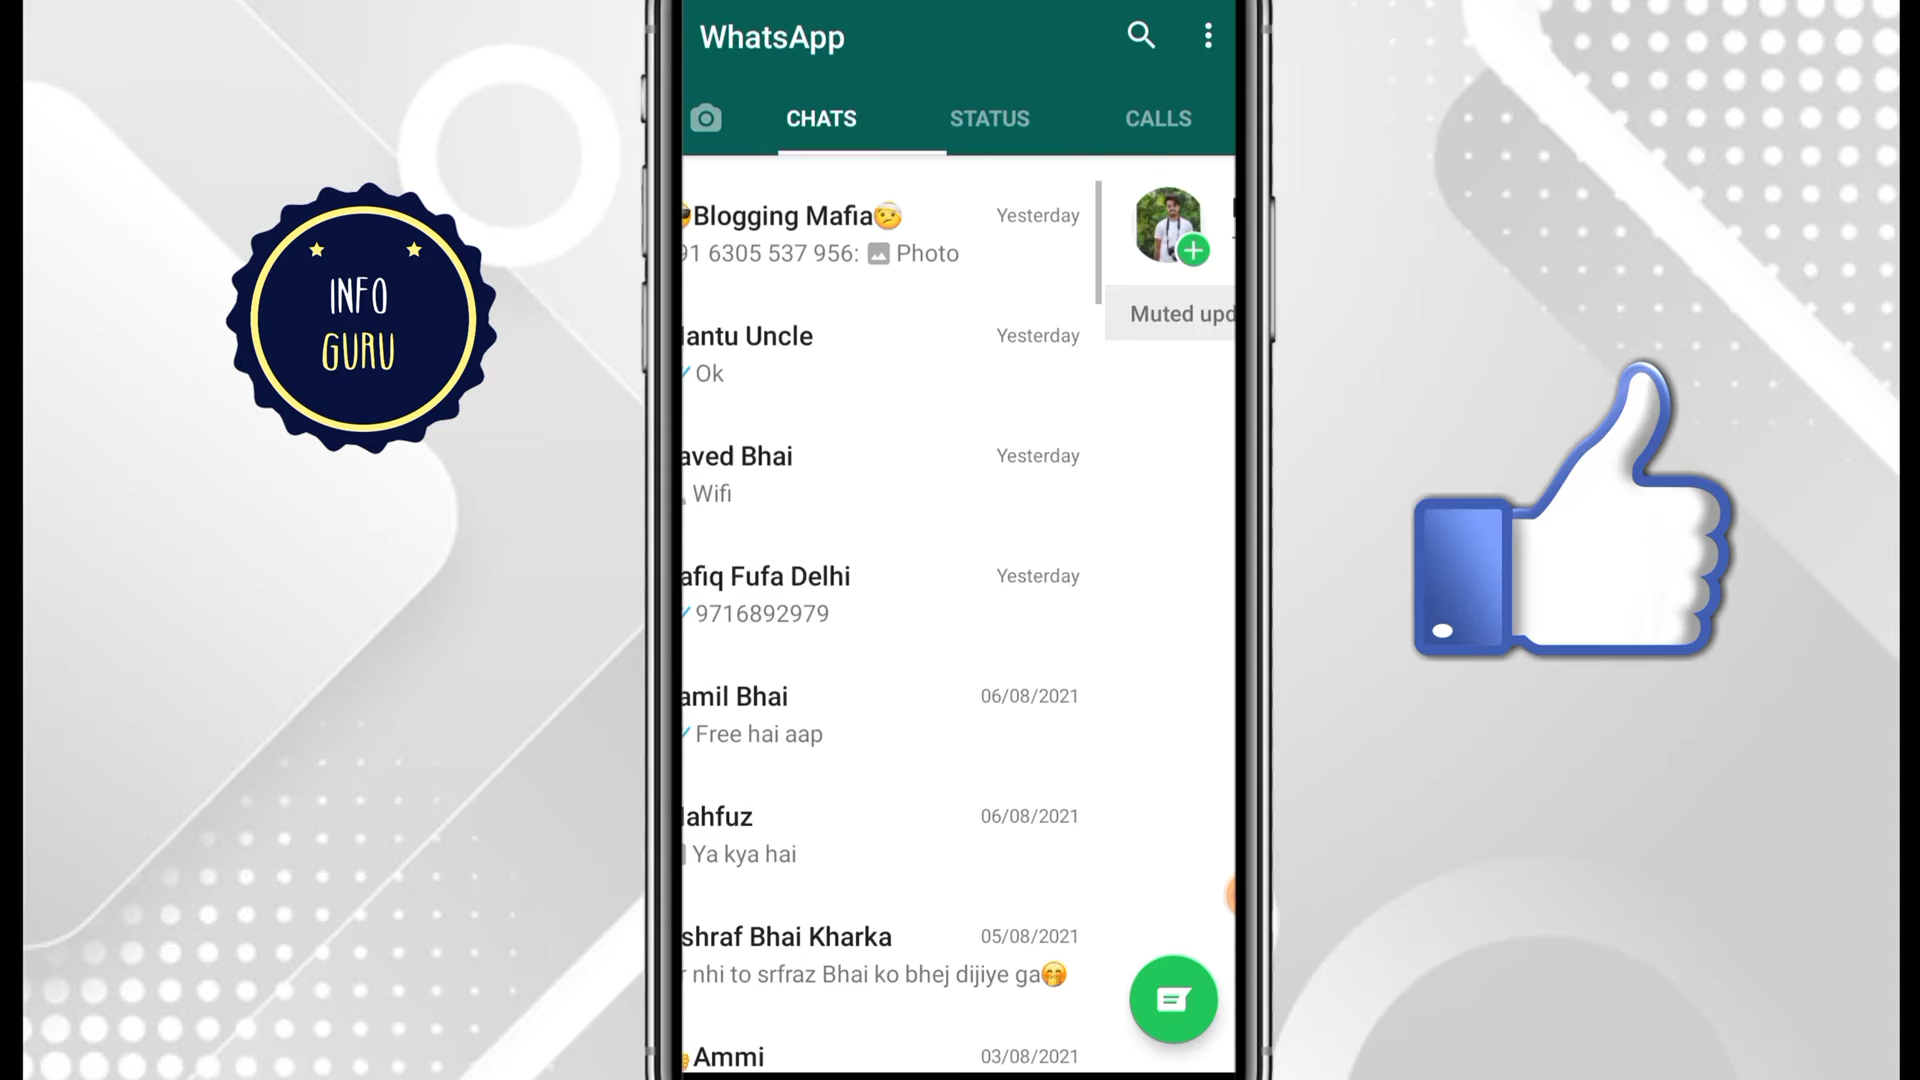 WhatsApp
CHATS
STATUS
CALLS
Blogging Mafia🤕
Yesterday
91 6305 537 956: Photo
Muted upd
antu Uncle
Yesterday
Ok
aved Bhai
Yesterday
Wifi
afiq Fufa Delhi
Yesterday
9716892979
amil Bhai
06/08/2021
Free hai aap
ahfuz
06/08/2021
Ya kya hai
shraf Bhai Kharka
05/08/2021
r nhi to srfraz Bhai ko bhej dijiye ga🤭
Ammi
03/08/2021
INFO
GURU